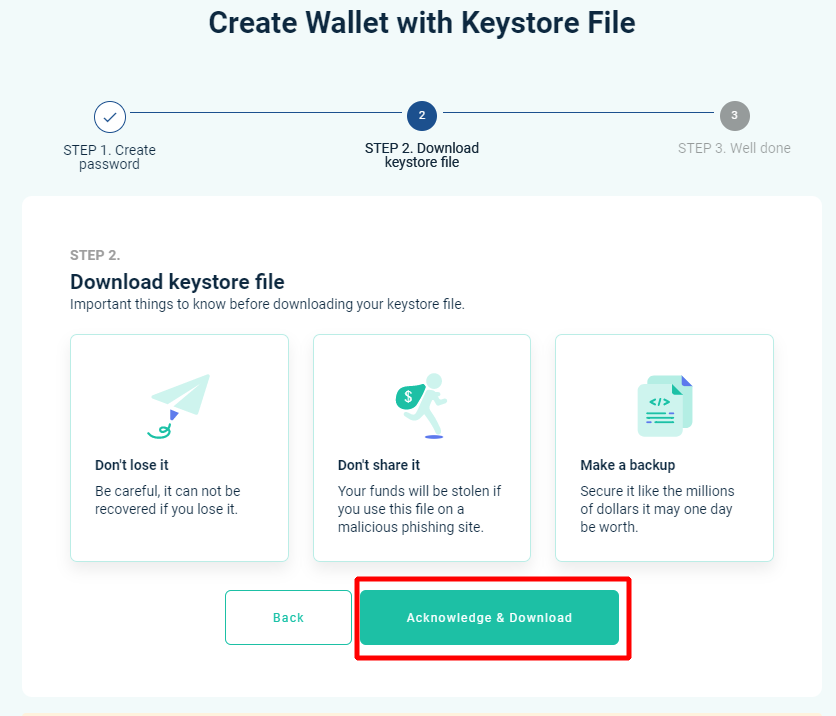 Create Wallet with Keystore File
2
3
STEP 1. Create
password
STEP 2. Download
keystore file
STEP 3. Well done
STEP 2.
Download keystore file
Important things to know before downloading your keystore file.
$
</>
Don't lose it
Be careful, it can not be
recovered if you lose it.
Don't share it
Your funds will be stolen if
you use this file on a
malicious phishing site.
Make a backup
Secure it like the millions
of dollars it may one day
be worth.
Back
Acknowledge & Download